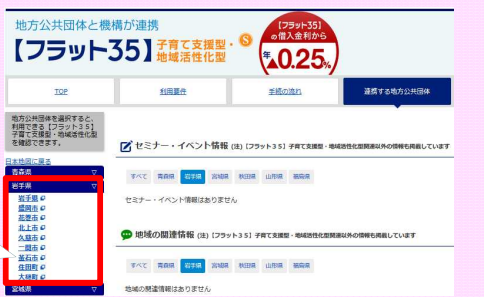 地方公共団体と機構が連携
【フラット35】子育て支援型・
地域活性化型
【フラット35】
の借入金利から
年▲0.25%
TOP
利用要件
手続の流れ
連携する地方公共団体
地方公共団体を選択すると、
利用できる【フラット３５】
子育て支援型・地域活性化型
を確認できます。
日本地図に戻る
青森県 ▽
岩手県 ▽
岩手県
盛岡市
花巻市
北上市
久慈市
一関市
釜石市
住田町
大槌町
宮城県 ▽
セミナー・イベント情報 (注)【フラット３５】子育て支援型・地域活性化型関連以外の情報も掲載しています
すべて 青森県 岩手県 宮城県 秋田県 山形県 福島県
セミナー・イベント情報はありません
地域の関連情報 (注)【フラット３５】子育て支援型・地域活性化型関連以外の情報も掲載しています
すべて 青森県 岩手県 宮城県 秋田県 山形県 福島県
地域の関連情報はありません